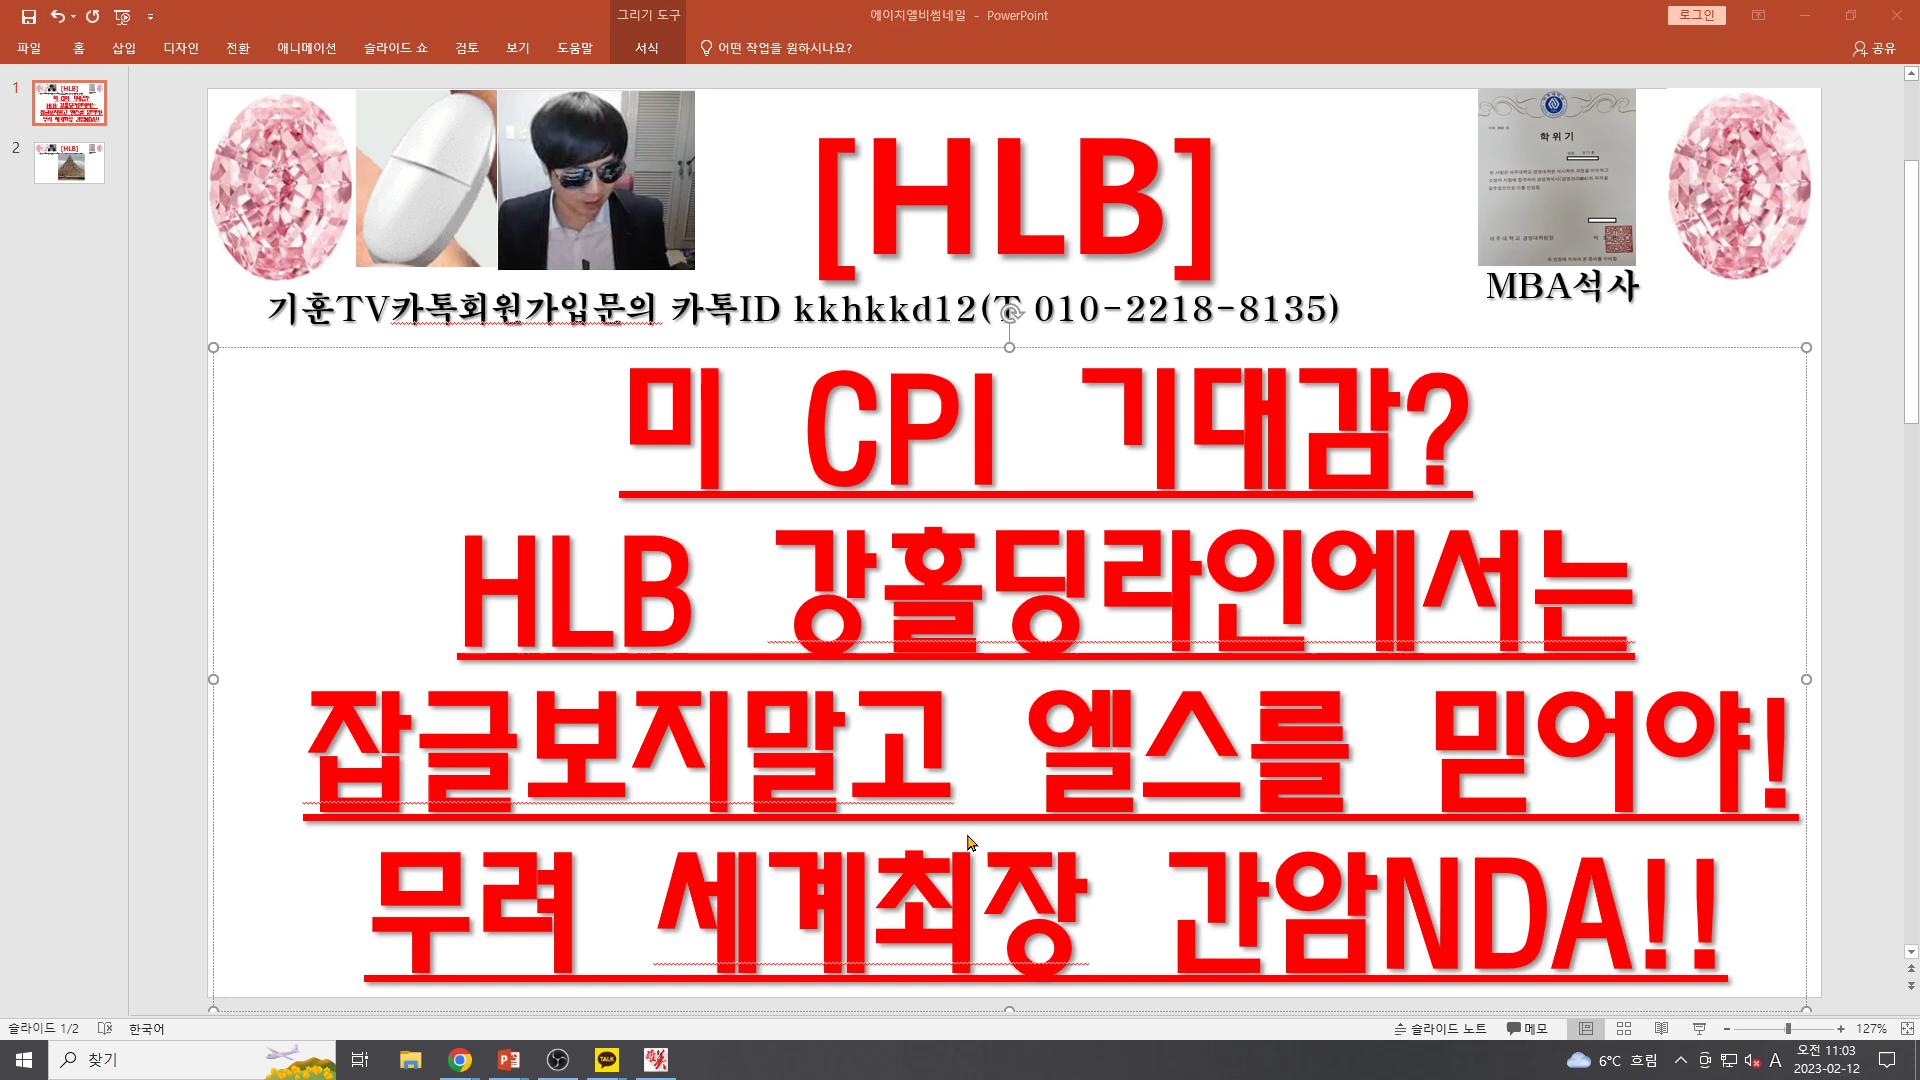 그리기 도구
에이치엘비썸네일 - PowerPoint
로그인
파일 홈 삽입 디자인 전환 애니메이션 슬라이드 쇼 검토 보기 도움말 서식 어떤 작업을 원하시나요? 공유
1
2
[HLB]
학 위 기
MBA석사
기훈TV카톡회원가입문의 카톡ID kkhkkd12(T 010-2218-8135)
미 CPI 기대감?
HLB 강홀딩라인에서는
잡글보지말고 엘스를 믿어야!
무려 세계최장 간암NDA!!
슬라이드 1/2 한국어 슬라이드 노트 메모 127%
찾기
TALK
6°C 흐림
A
오전 11:03
2023-02-12